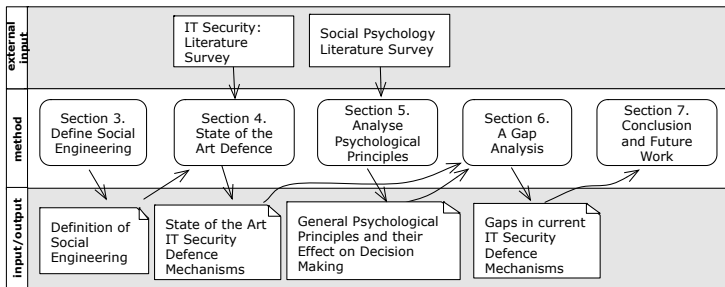 external
input
IT Security:
Literature
Survey
Social Psychology
Literature Survey
method
Section 3.
Define Social
Engineering
Section 4.
State of the
Art Defence
Section 5.
Analyse
Psychological
Principles
Section 6.
A Gap
Analysis
Section 7.
Conclusion
and Future
Work
input/output
Definition of
Social
Engineering
State of the Art
IT Security
Defence
Mechanisms
General Psychological
Principles and their
Effect on Decision
Making
Gaps in current
IT Security
Defence
Mechanisms